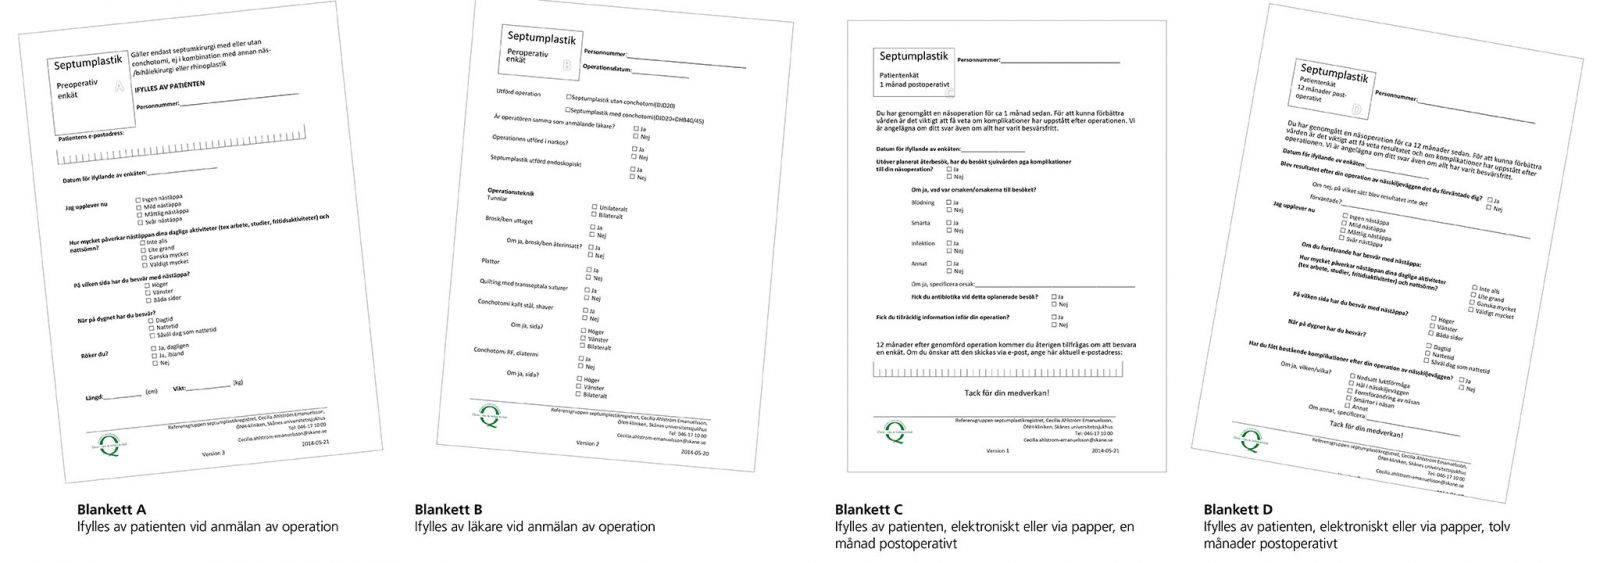 Septumplastik
Preoperativ
enkät
A
Gäller endast septumkirurgi med eller utan
conchotomi, ej i kombination med annan näs-
/bihålekirurgi eller rhinoplastik
IFYLLES AV PATIENTEN
Personnummer:
Patientens e-postadress:
Datum för ifyllande av enkäten:
Jag upplever nu
Ingen nästäppa
Mild nästäppa
Måttlig nästäppa
Svår nästäppa
Hur mycket påverkar nästäppan dina dagliga aktiviteter (tex arbete, studier, fritidsaktiviteter) och
nattsömn?
Inte alls
Lite grand
Ganska mycket
Väldigt mycket
På vilken sida har du besvär med nästäppa?
Höger
Vänster
Båda sidor
När på dygnet har du besvär?
Dagtid
Nattetid
Såväl dag som nattetid
Röker du?
Ja, dagligen
Ja, ibland
Nej
Längd: (cm) Vikt: (kg)
Referensgruppen septumplastikregistret, Cecilia Ahlström Emanuelsson,
ÖNH-kliniken, Skånes universitetssjukhus
Tel: 046-17 10 00
Cecilia.ahlstrom-emanuelsson@skane.se
Version 3 2014-05-21
Septumplastik
Peroperativ
enkät
B
Personnummer:
Operationsdatum:
Utförd operation
Septumplastik utan conchotomi(DJD20)
Septumplastik med conchotomi(DJD20+DHB40/45)
Är operatören samma som anmälande läkare? Ja
Nej
Operationen utförd i narkos? Ja
Nej
Septumplastik utförd endoskopiskt Ja
Nej
Operationsteknik
Tunnlar Unilateralt
Bilateralt
Brosk/ben uttaget Ja
Nej
Om ja, brosk/ben återinsatt? Ja
Nej
Plattor Ja
Nej
Quilting med transseptala suturer Ja
Nej
Conchotomi kallt stål, shaver Ja
Nej
Om ja, sida? Höger
Vänster
Bilateralt
Conchotomi RF, diatermi Ja
Nej
Om ja, sida? Höger
Vänster
Bilateralt
Referensgruppen septumplastikregistret, Cecilia Ahlström Emanuelsson,
ÖNH-kliniken, Skånes universitetssjukhus
Tel: 046-17 10 00
Cecilia.ahlstrom-emanuelsson@skane.se
Version 2 2014-05-20
Septumplastik
Patientenkät
1 månad postoperativt
C
Personnummer:
Du har genomgått en näsoperation för ca 1 månad sedan. För att kunna förbättra
vården är det viktigt att få veta om komplikationer har uppstått efter operationen. Vi
är angelägna om ditt svar även om allt har varit besvärsfritt.
Datum för ifyllande av enkäten:
Utöver planerat återbesök, har du besökt sjukvården pga komplikationer
till din näsoperation? Ja
Nej
Om ja, vad var orsaken/orsakerna till besöket?
Blödning Ja
Nej
Smärta Ja
Nej
Infektion Ja
Nej
Annat Ja
Nej
Om ja, specificera orsak:
Fick du antibiotika vid detta oplanerade besök? Ja
Nej
Fick du tillräcklig information inför din operation? Ja
Nej
12 månader efter genomförd operation kommer du återigen tillfrågas om att besvara
en enkät. Om du önskar att den skickas via e-post, ange här aktuell e-postadress:
Tack för din medverkan!
Referensgruppen septumplastikregistret, Cecilia Ahlström Emanuelsson,
ÖNH-kliniken, Skånes universitetssjukhus
Tel: 046-17 10 00
Cecilia.ahlstrom-emanuelsson@skane.se
Version 1 2014-05-21
Septumplastik
Patientenkät
12 månader post-
operativt
D
Personnummer:
Du har genomgått en näsoperation för ca 12 månader sedan. För att kunna förbättra
vården är det viktigt att få veta resultatet och om komplikationer har uppstått efter
operationen. Vi är angelägna om ditt svar även om allt har varit besvärsfritt.
Datum för ifyllande av enkäten:
Blev resultatet efter din operation av nässkiljeväggen det du förväntade dig? Ja
Nej
Om nej, på vilket sätt blev resultatet inte det
förväntade?
Jag upplever nu
Ingen nästäppa
Mild nästäppa
Måttlig nästäppa
Svår nästäppa
Om du fortfarande har besvär med nästäppa:
Hur mycket påverkar nästäppan dina dagliga aktiviteter
(tex arbete, studier, fritidsaktiviteter) och nattsömn?
Inte alls
Lite grand
Ganska mycket
Väldigt mycket
På vilken sida har du besvär med nästäppa?
Höger
Vänster
Båda sidor
När på dygnet har du besvär?
Dagtid
Nattetid
Såväl dag som nattetid
Har du fått bestående komplikationer efter din operation av nässkiljeväggen? Ja
Nej
Om ja, vilken/vilka?
Nedsatt luktförmåga
Hål i nässkiljeväggen
Formförändring av näsan
Smärtor i näsan
Annat
Om annat, specificera
Tack för din medverkan!
Referensgruppen septumplastikregistret, Cecilia Ahlström Emanuelsson,
ÖNH-kliniken, Skånes universitetssjukhus
Tel: 046-17 10 00
Cecilia.ahlstrom-emanuelsson@skane.se
Blankett A
Ifylles av patienten vid anmälan av operation
Blankett B
Ifylles av läkare vid anmälan av operation
Blankett C
Ifylles av patienten, elektroniskt eller via papper, en
månad postoperativt
Blankett D
Ifylles av patienten, elektroniskt eller via papper, tolv
månader postoperativt